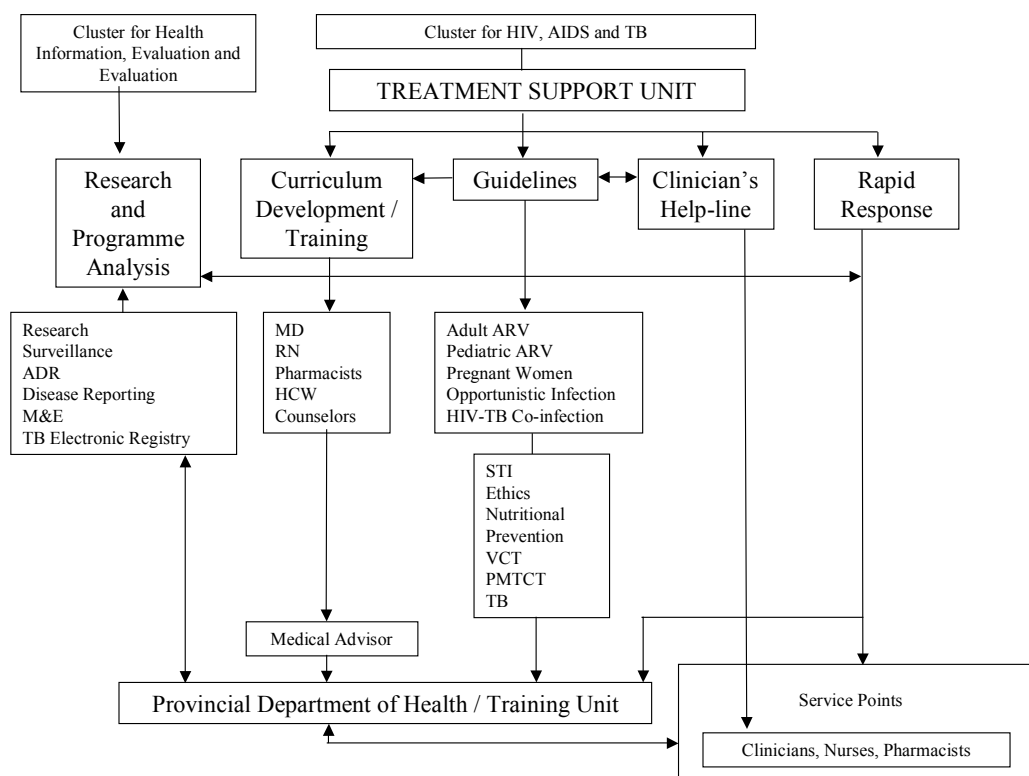 Cluster for Health
Information, Evaluation and
Evaluation
Cluster for HIV, AIDS and TB
TREATMENT SUPPORT UNIT
Research
and
Programme
Analysis
Curriculum
Development /
Training
Guidelines
Clinician's
Help-line
Rapid
Response
Research
Surveillance
ADR
Disease Reporting
M&E
TB Electronic Registry
MD
RN
Pharmacists
HCW
Counselors
Adult ARV
Pediatric ARV
Pregnant Women
Opportunistic Infection
HIV-TB Co-infection
STI
Ethics
Nutritional
Prevention
VCT
PMTCT
TB
Medical Advisor
Provincial Department of Health / Training Unit
Service Points
Clinicians, Nurses, Pharmacists